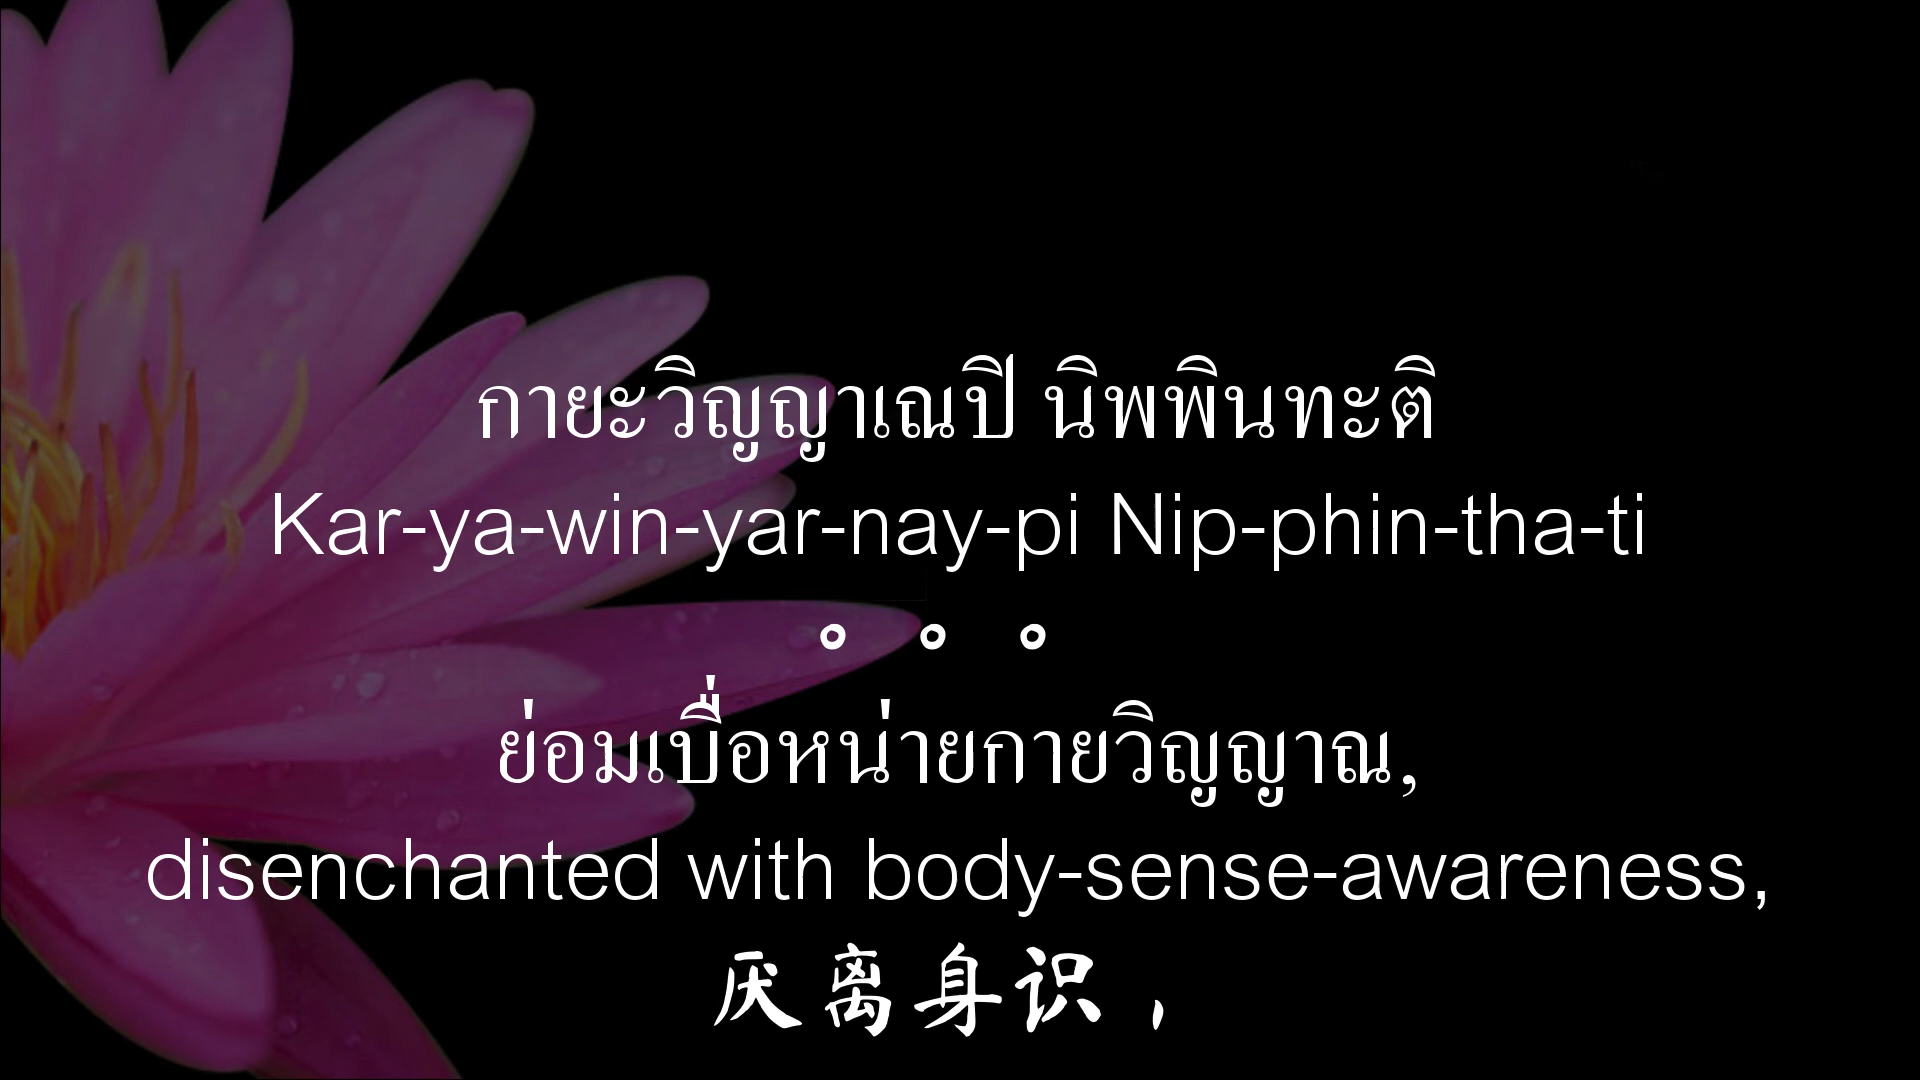 กายะวิญญาเณปี นิพพินทะติ
Kar-ya-win-yar-nay-pi Nip-phin-tha-ti
。。。
ย่อมเบื่อหน่ายกายวิญญาณ,
disenchanted with body-sense-awareness,
厌离身识，